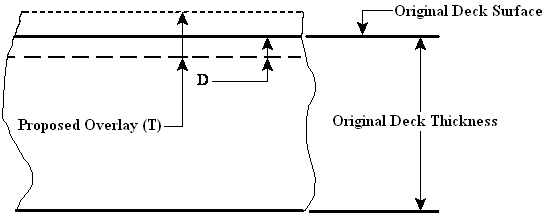 Original Deck Surface
D
Proposed Overlay (T)
Original Deck Thickness